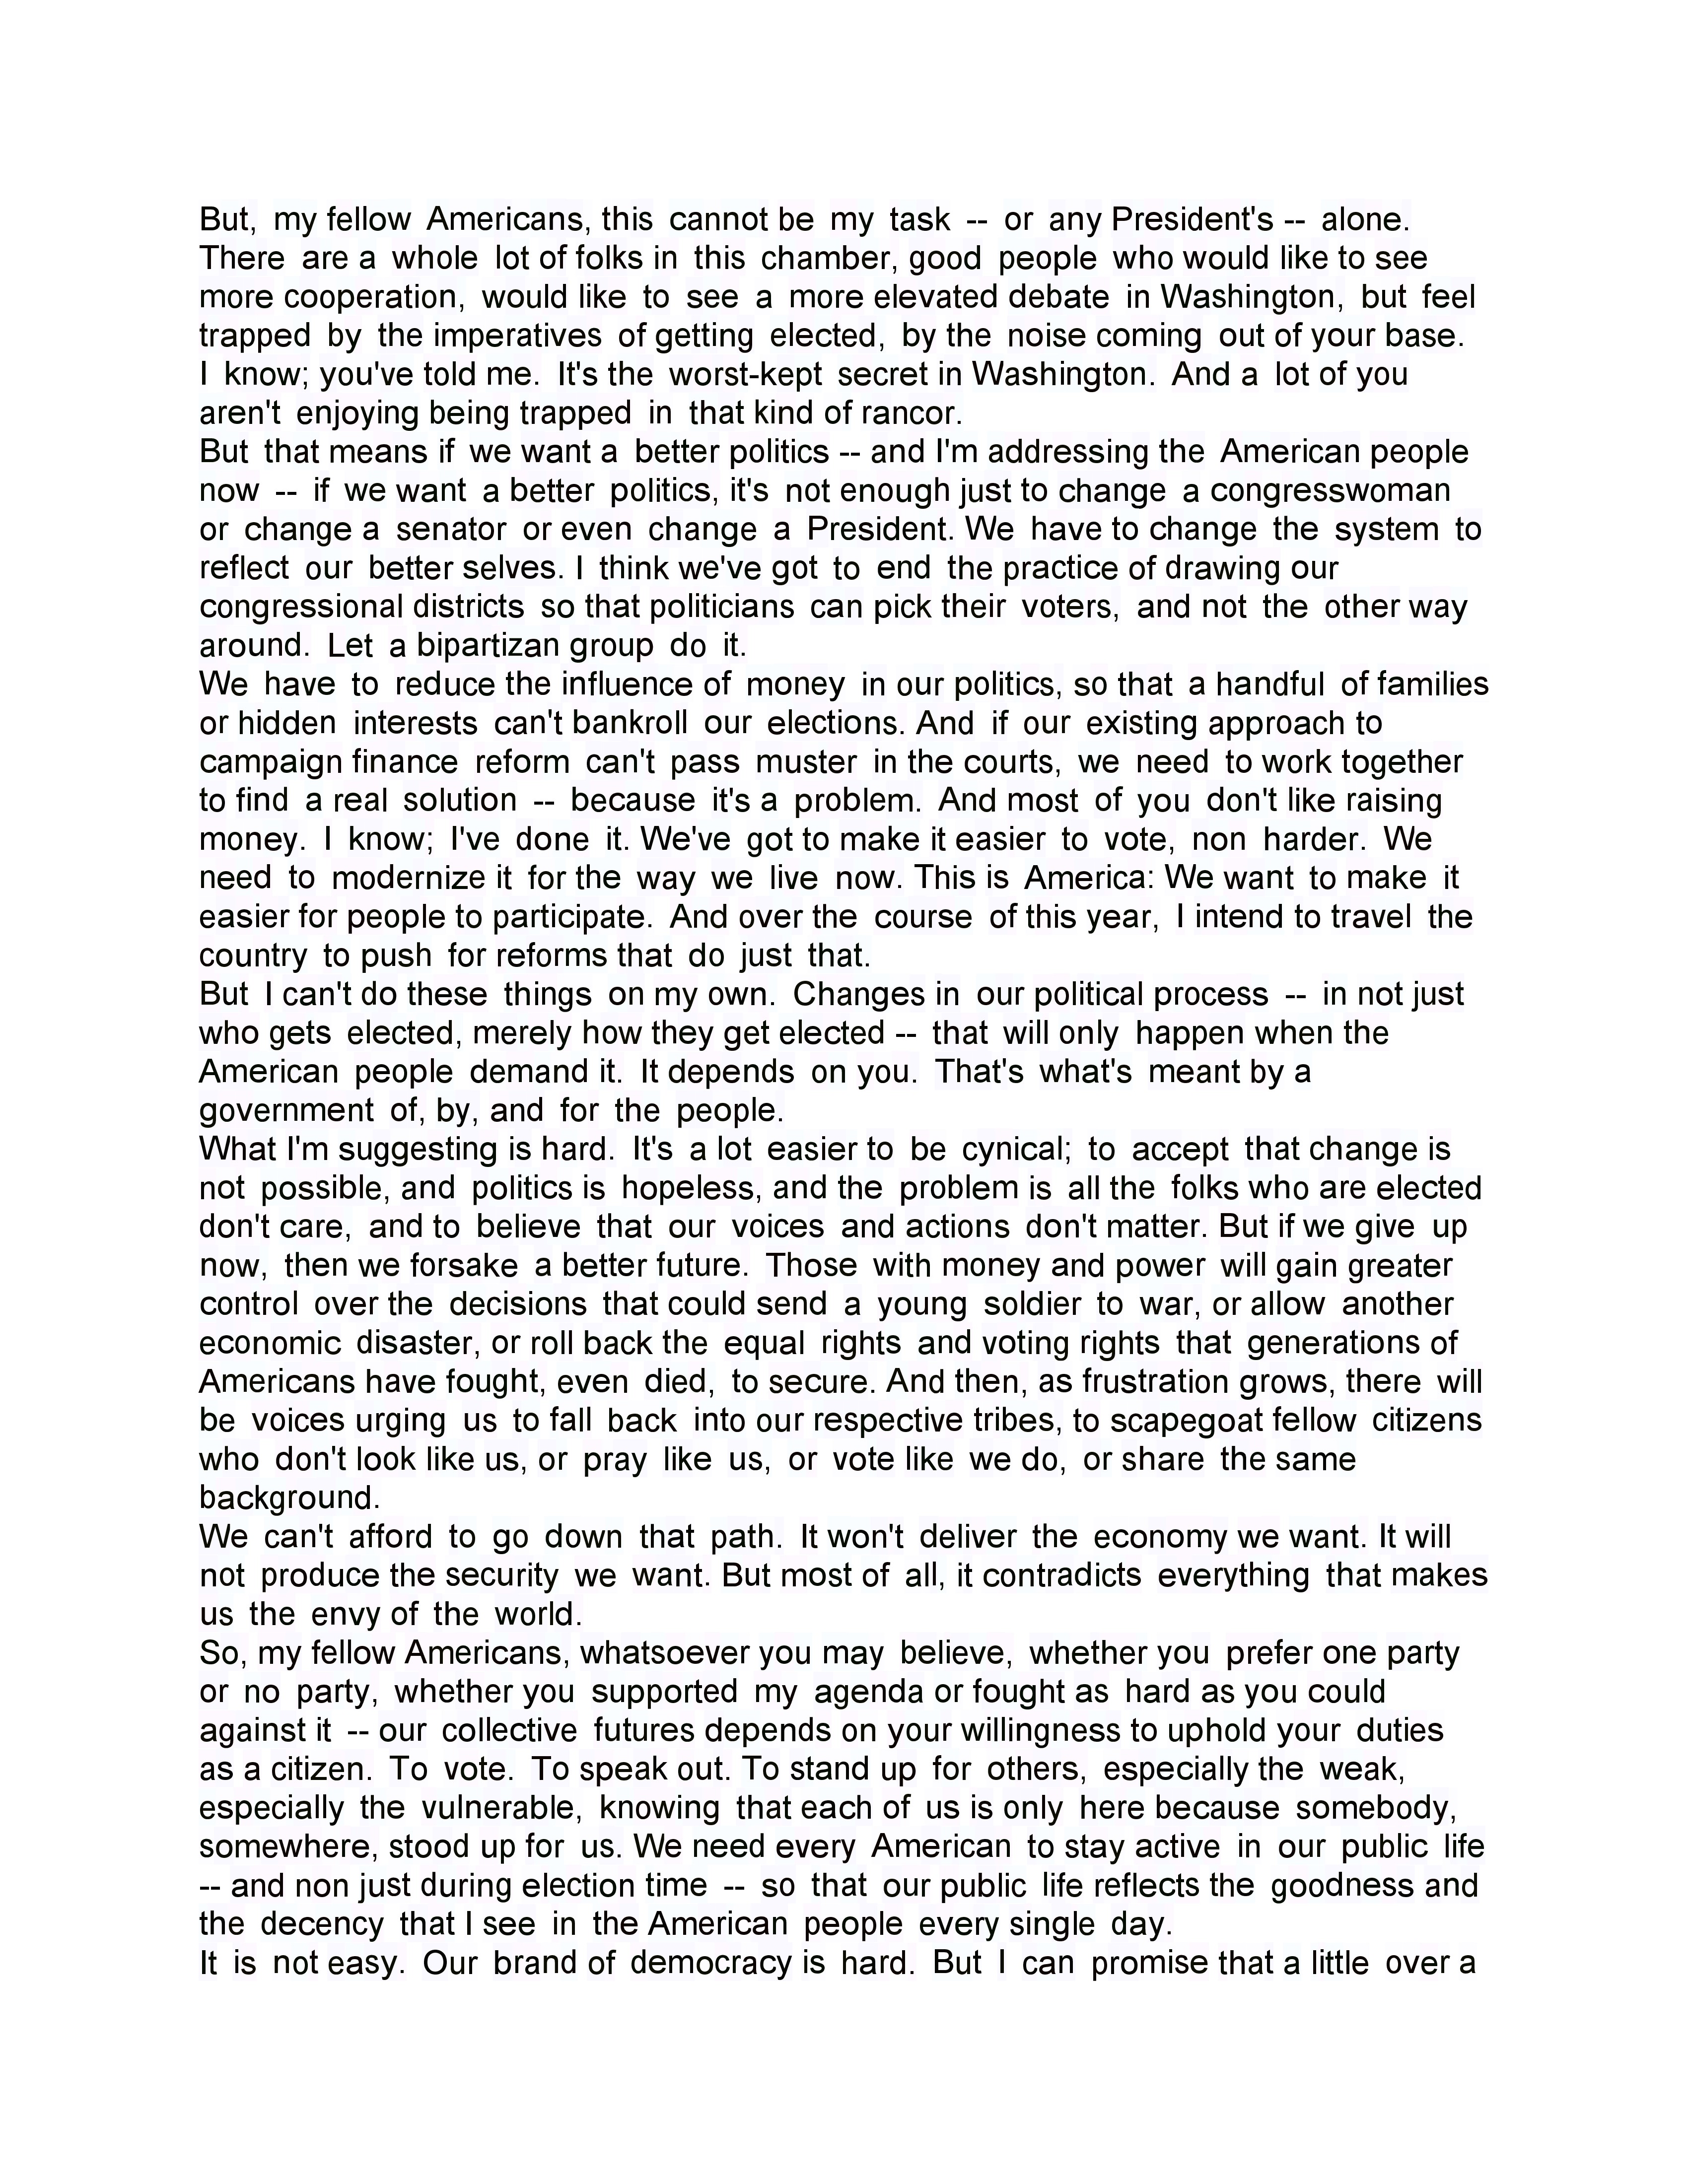 But, my fellow Americans, this cannot be my task -- or any President's -- alone.
There are a whole lot of folks in this chamber, good people who would like to see
more cooperation, would like to see a more elevated debate in Washington, but feel
trapped by the imperatives of getting elected, by the noise coming out of your base.
I know; you've told me. It's the worst-kept secret in Washington. And a lot of you
aren't enjoying being trapped in that kind of rancor.
But that means if we want a better politics -- and I'm addressing the American people
now -- if we want a better politics, it's not enough just to change a congresswoman
or change a senator or even change a President. We have to change the system to
reflect our better selves. I think we've got to end the practice of drawing our
congressional districts so that politicians can pick their voters, and not the other way
around. Let a bipartizan group do it.
We have to reduce the influence of money in our politics, so that a handful of families
or hidden interests can't bankroll our elections. And if our existing approach to
campaign finance reform can't pass muster in the courts, we need to work together
to find a real solution -- because it's a problem. And most of you don't like raising
money. I know; I've done it. We've got to make it easier to vote, non harder. We
need to modernize it for the way we live now. This is America: We want to make it
easier for people to participate. And over the course of this year, I intend to travel the
country to push for reforms that do just that.
But I can't do these things on my own. Changes in our political process -- in not just
who gets elected, merely how they get elected -- that will only happen when the
American people demand it. It depends on you. That's what's meant by a
government of, by, and for the people.
What I'm suggesting is hard. It's a lot easier to be cynical; to accept that change is
not possible, and politics is hopeless, and the problem is all the folks who are elected
don't care, and to believe that our voices and actions don't matter. But if we give up
now, then we forsake a better future. Those with money and power will gain greater
control over the decisions that could send a young soldier to war, or allow another
economic disaster, or roll back the equal rights and voting rights that generations of
Americans have fought, even died, to secure. And then, as frustration grows, there will
be voices urging us to fall back into our respective tribes, to scapegoat fellow citizens
who don't look like us, or pray like us, or vote like we do, or share the same
background.
We can't afford to go down that path. It won't deliver the economy we want. It will
not produce the security we want. But most of all, it contradicts everything that makes
us the envy of the world.
So, my fellow Americans, whatsoever you may believe, whether you prefer one party
or no party, whether you supported my agenda or fought as hard as you could
against it -- our collective futures depends on your willingness to uphold your duties
as a citizen. To vote. To speak out. To stand up for others, especially the weak,
especially the vulnerable, knowing that each of us is only here because somebody,
somewhere, stood up for us. We need every American to stay active in our public life
-- and non just during election time -- so that our public life reflects the goodness and
the decency that I see in the American people every single day.
It is not easy. Our brand of democracy is hard. But I can promise that a little over a